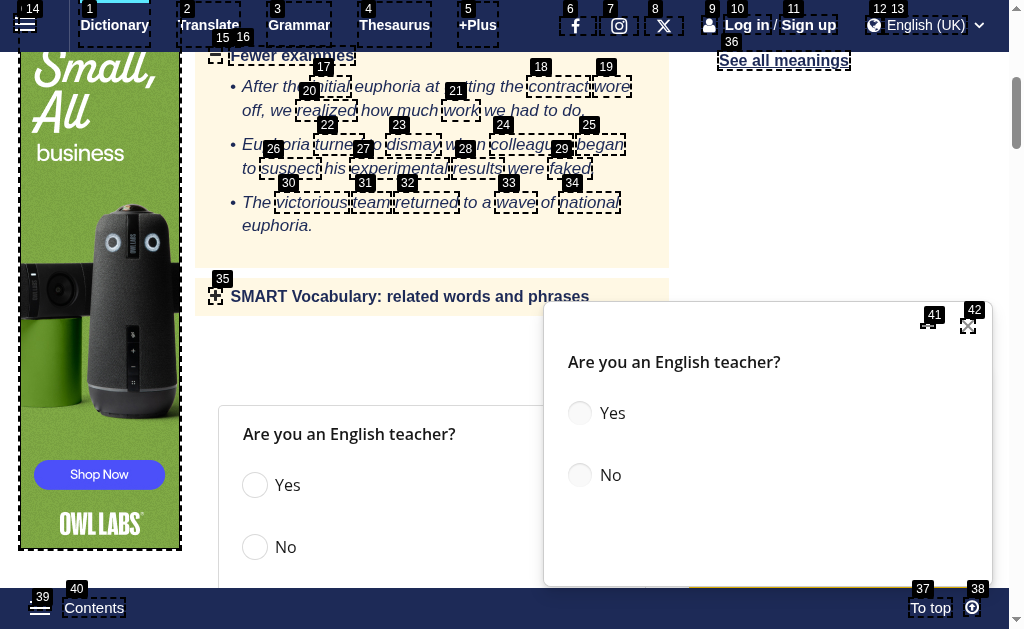 14
1
2
3
4
5
6
7
8
9
10
11
12
13
Dictionary
Translate
Grammar
Thesaurus
+Plus
Log in / Sign up
English (UK)
15
16
36
Fewer examples
See all meanings
17
18
19
After the initial euphoria at getting the contract wore
20
21
off, we realized how much work we had to do.
22
23
24
25
Euphoria turned to dismay when colleagues began
26
27
28
29
to suspect his experimental results were faked.
30
31
32
33
34
The victorious team returned to a wave of national
euphoria.
35
SMART Vocabulary: related words and phrases
Small,
All
business
Shop Now
OWL LABS
41
42
Are you an English teacher?
Yes
No
Are you an English teacher?
Yes
No
39
40
37
38
Contents
To top